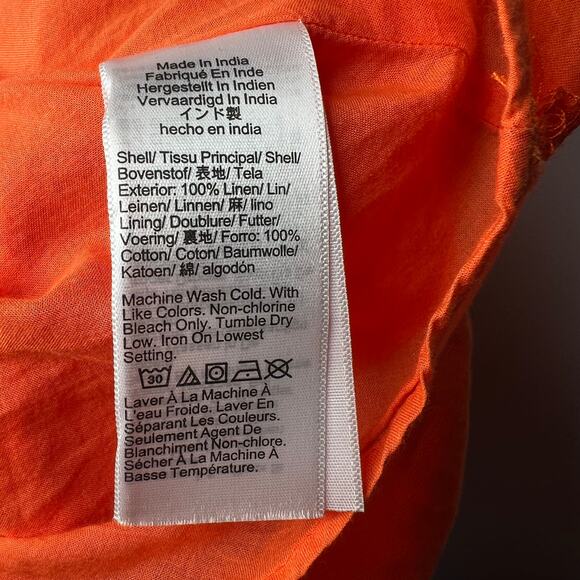 Made In India
Fabriqué En Inde
Hergestellt In Indien
Vervaardigd In India
インド製
hecho en india
Shell/ Tissu Principal/ Shell/
Bovenstof/ 表地/ Tela
Exterior: 100% Linen/ Lin/
Leinen/ Linnen/ 麻/ lino
Lining/ Doublure/ Futter/
Voering/ 裏地/ Forro: 100%
Cotton/ Coton/ Baumwolle/
Katoen/ 綿/ algodón
Machine Wash Cold. With
Like Colors. Non-chlorine
Bleach Only. Tumble Dry
Low. Iron On Lowest
Setting.
30
Laver À La Machine À
L'eau Froide. Laver En
Séparant Les Couleurs.
Seulement Agent De
Blanchiment Non-chlore.
Sécher À La Machine À
Basse Température.